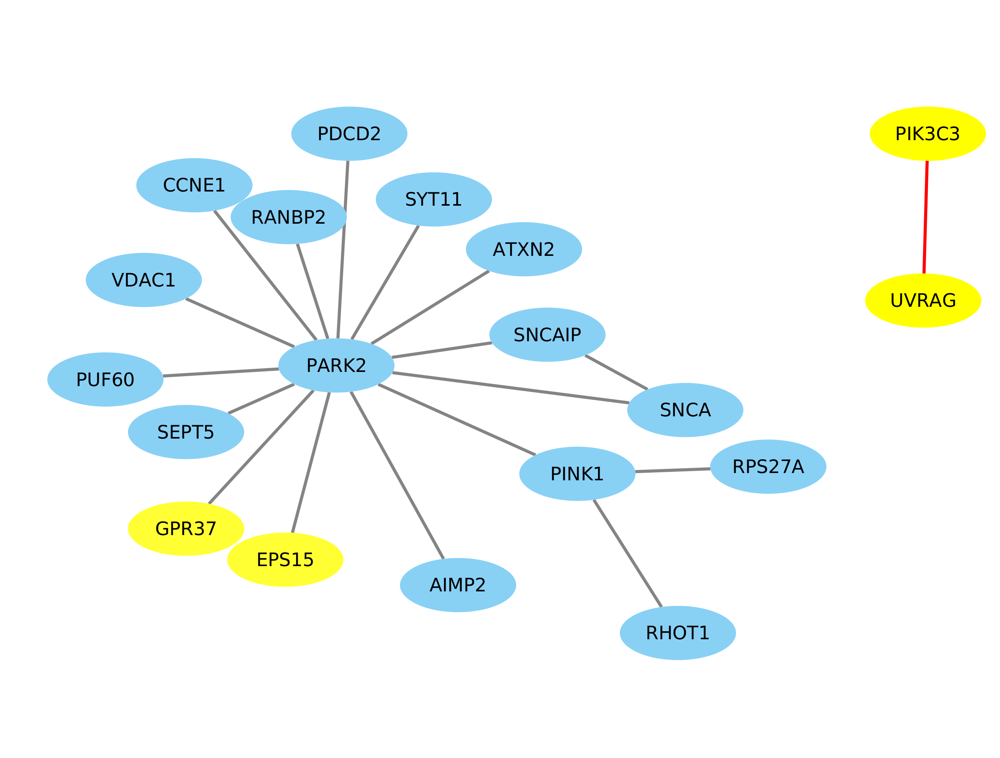 PDCD2
PIK3C3
CCNE1
SYT11
RANBP2
ATXN2
VDAC1
UVRAG
SNCAIP
PARK2
PUF60
SNCA
SEPT5
RPS27A
PINK1
GPR37
EPS15
AIMP2
RHOT1